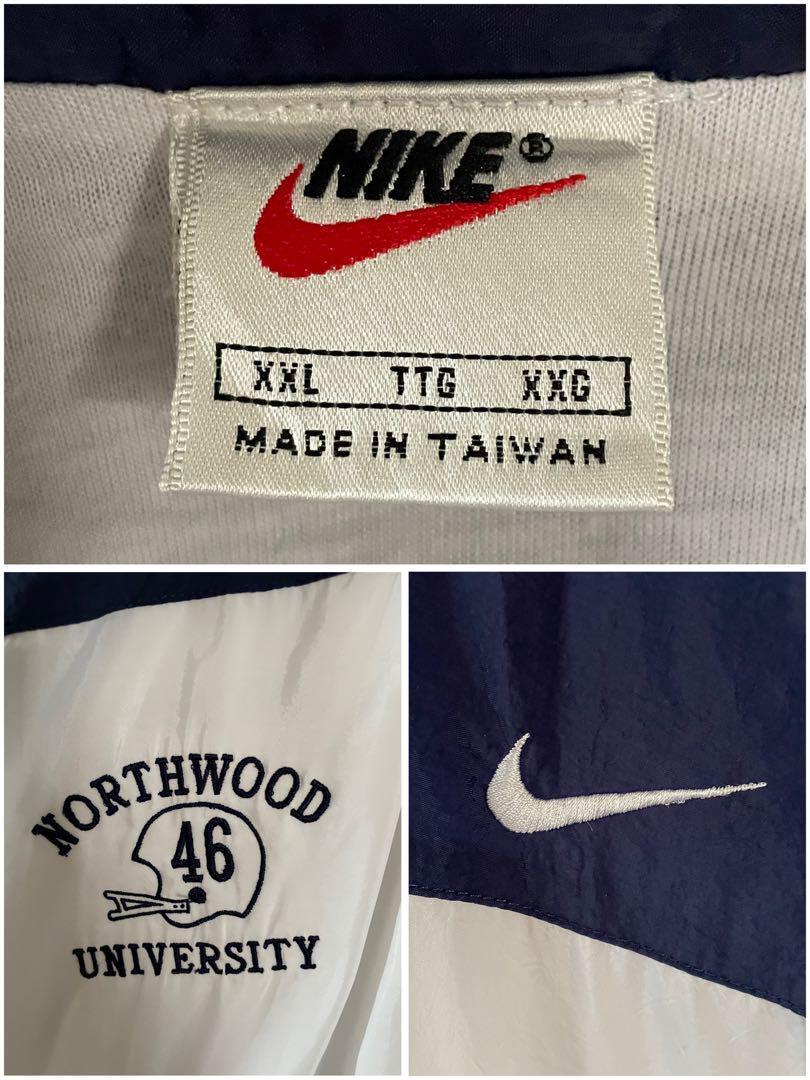 NIKE®
XXL TTG XXG
MADE IN TAIWAN
NORTHWOOD
46
UNIVERSITY